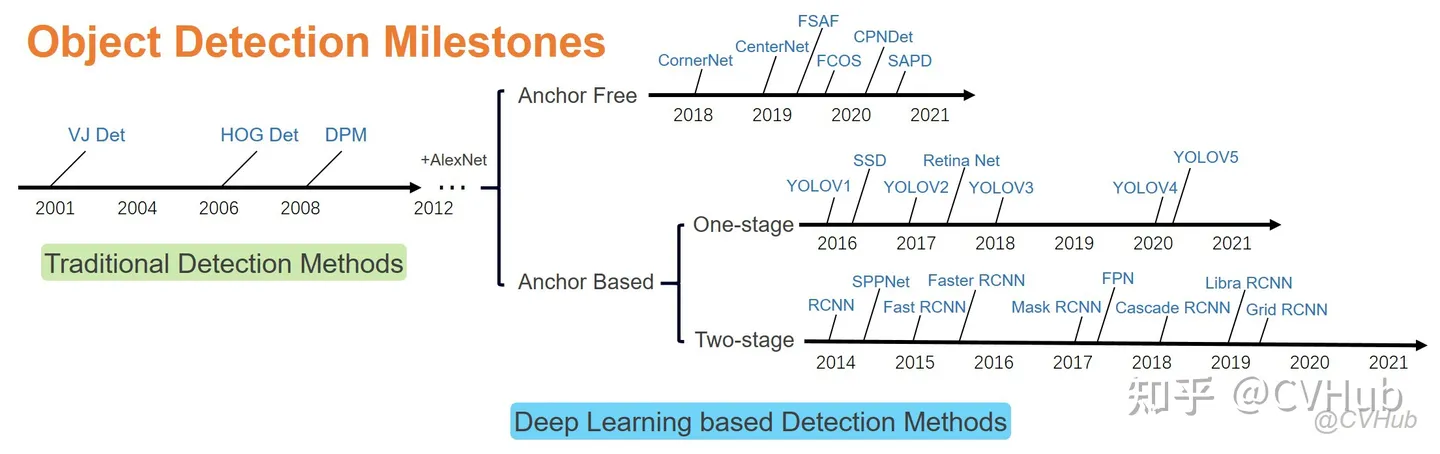 Object Detection Milestones
VJ Det
HOG Det
DPM
2001
2004
2006
2008
2012
+AlexNet
...
Traditional Detection Methods
Anchor Free
CornerNet
CenterNet
FSAF
FCOS
CPNDet
SAPD
2018
2019
2020
2021
Anchor Based
One-stage
YOLOV1
SSD
YOLOV2
Retina Net
YOLOV3
YOLOV4
YOLOV5
2016
2017
2018
2019
2020
2021
Two-stage
RCNN
SPPNet
Fast RCNN
Faster RCNN
Mask RCNN
FPN
Cascade RCNN
Libra RCNN
Grid RCNN
2014
2015
2016
2017
2018
2019
2020
2021
Deep Learning based Detection Methods
知乎 @CVHub
@CVHub